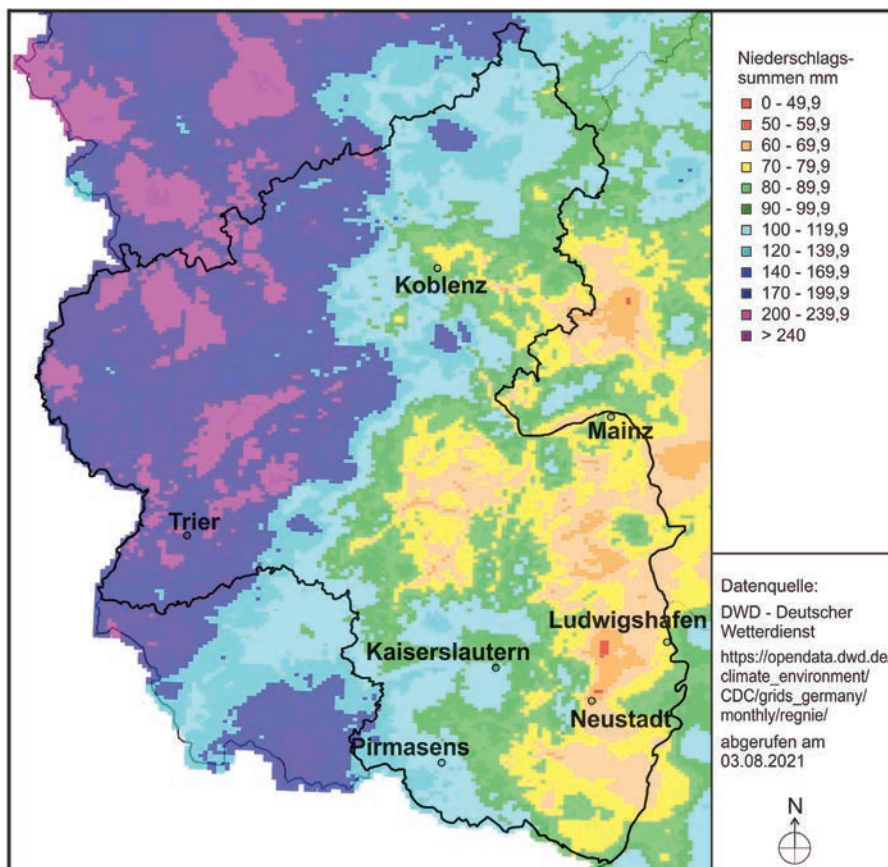 Niederschlags-
summen mm
0 - 49,9
50 - 59,9
60 - 69,9
70 - 79,9
80 - 89,9
90 - 99,9
100 - 119,9
120 - 139,9
140 - 169,9
170 - 199,9
200 - 239,9
> 240
Koblenz
Mainz
Trier
Ludwigshafen
Kaiserslautern
Neustadt
Pirmasens
Datenquelle:
DWD - Deutscher
Wetterdienst
https://opendata.dwd.de/
climate_environment/
CDC/grids_germany/
monthly/regnie/
abgerufen am
03.08.2021
N